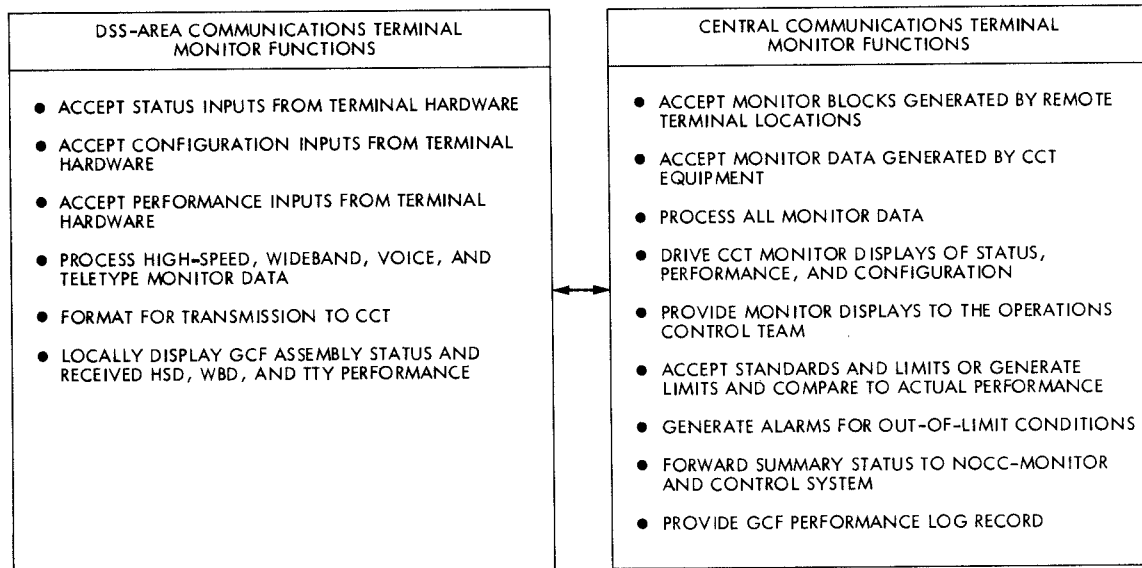 DSS-AREA COMMUNICATIONS TERMINAL
MONITOR FUNCTIONS
● ACCEPT STATUS INPUTS FROM TERMINAL HARDWARE
● ACCEPT CONFIGURATION INPUTS FROM TERMINAL
HARDWARE
● ACCEPT PERFORMANCE INPUTS FROM TERMINAL
HARDWARE
● PROCESS HIGH-SPEED, WIDEBAND, VOICE, AND
TELETYPE MONITOR DATA
● FORMAT FOR TRANSMISSION TO CCT
● LOCALLY DISPLAY GCF ASSEMBLY STATUS AND
RECEIVED HSD, WBD, AND TTY PERFORMANCE
CENTRAL COMMUNICATIONS TERMINAL
MONITOR FUNCTIONS
● ACCEPT MONITOR BLOCKS GENERATED BY REMOTE
TERMINAL LOCATIONS
● ACCEPT MONITOR DATA GENERATED BY CCT
EQUIPMENT
● PROCESS ALL MONITOR DATA
● DRIVE CCT MONITOR DISPLAYS OF STATUS,
PERFORMANCE, AND CONFIGURATION
● PROVIDE MONITOR DISPLAYS TO THE OPERATIONS
CONTROL TEAM
● ACCEPT STANDARDS AND LIMITS OR GENERATE
LIMITS AND COMPARE TO ACTUAL PERFORMANCE
● GENERATE ALARMS FOR OUT-OF-LIMIT CONDITIONS
● FORWARD SUMMARY STATUS TO NOCC-MONITOR
AND CONTROL SYSTEM
● PROVIDE GCF PERFORMANCE LOG RECORD